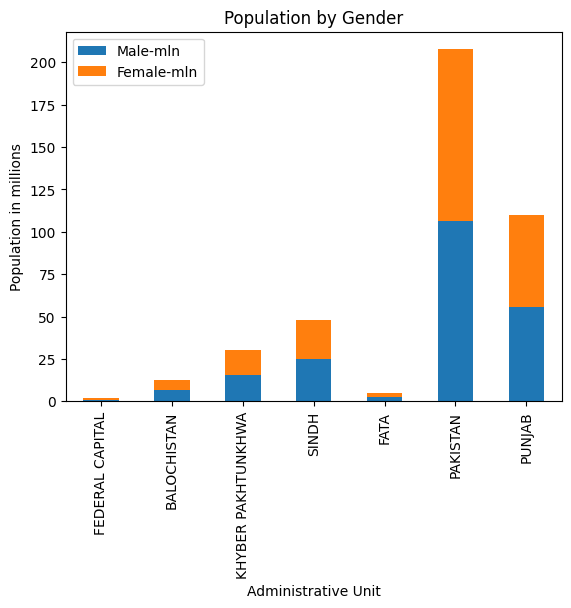 Population by Gender
Male-mln
Female-mln
Population in millions
200
175
150
125
100
75
50
25
0
FEDERAL CAPITAL
BALOCHISTAN
KHYBER PAKHTUNKHWA
SINDH
FATA
PAKISTAN
PUNJAB
Administrative Unit